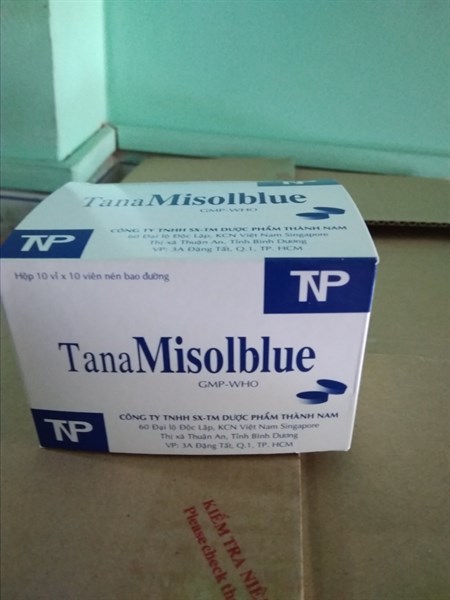 TanaMisolblue
GMP-WHO
TNP
CÔNG TY TNHH SX-TM DƯỢC PHẨM THÀNH NAM
60 Đại lộ Độc Lập, KCN Việt Nam Singapore
Thị xã Thuận An, Tỉnh Bình Dương
VP: 3A Đặng Tất, Q.1, TP. HCM
Hộp 10 vỉ x 10 viên nén bao đường
TNP
TanaMisolblue
GMP-WHO
TNP
CÔNG TY TNHH SX-TM DƯỢC PHẨM THÀNH NAM
60 Đại lộ Độc Lập, KCN Việt Nam Singapore
Thị xã Thuận An, Tỉnh Bình Dương
VP: 3A Đặng Tất, Q.1, TP. HCM
KIỂM TRA
Please check